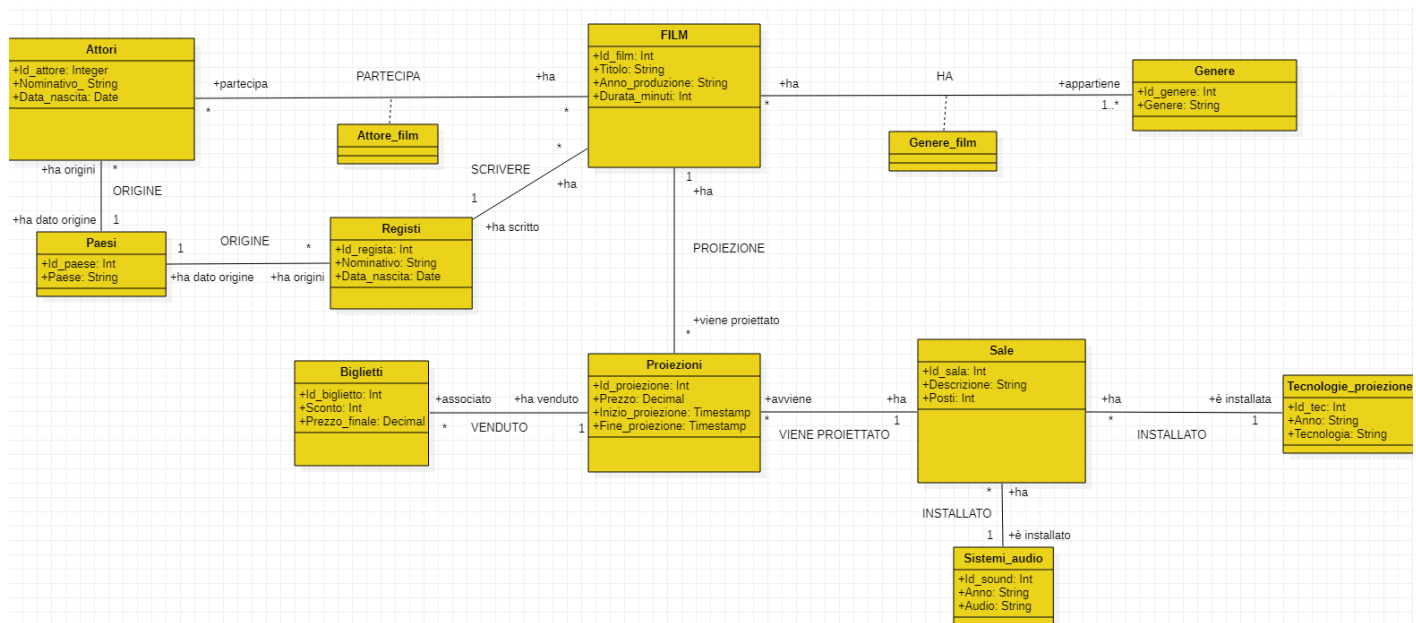 Attori
+Id_attore: Integer
+Nominativo_ String
+Data_nascita: Date
+partecipa
PARTECIPA
+ha
*
*
Attore_film
FILM
+Id_film: Int
+Titolo: String
+Anno_produzione: String
+Durata_minuti: Int
+ha
HA
+appartiene
*
1..*
Genere_film
Genere
+Id_genere: Int
+Genere: String
+ha origini
*
ORIGINE
+ha dato origine
1
Paesi
+Id_paese: Int
+Paese: String
1
ORIGINE
*
+ha dato origine
+ha origini
Registi
+Id_regista: Int
+Nominativo: String
+Data_nascita: Date
*
SCRIVERE
+ha
1
+ha scritto
1
+ha
PROIEZIONE
+viene proiettato
*
Biglietti
+Id_biglietto: Int
+Sconto: Int
+Prezzo_finale: Decimal
+associato
+ha venduto
*
VENDUTO
1
Proiezioni
+Id_proiezione: Int
+Prezzo: Decimal
+Inizio_proiezione: Timestamp
+Fine_proiezione: Timestamp
+avviene
+ha
*
1
VIENE PROIETTATO
Sale
+Id_sala: Int
+Descrizione: String
+Posti: Int
+ha
+è installata
*
1
INSTALLATO
Tecnologie_proiezione
+Id_tec: Int
+Anno: String
+Tecnologia: String
*
+ha
INSTALLATO
1
+è installato
Sistemi_audio
+Id_sound: Int
+Anno: String
+Audio: String